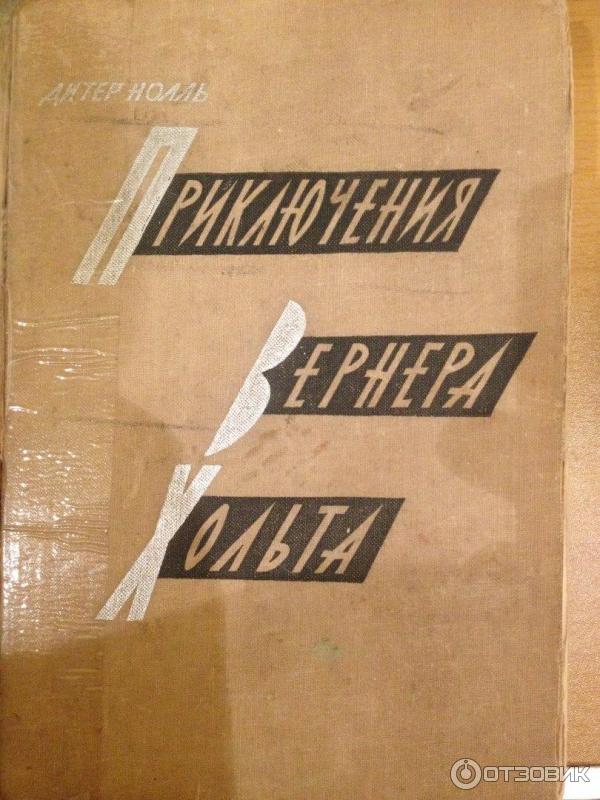 ДИТЕР НОЛЛЬ
ПРИКЛЮЧЕНИЯ
ВЕРНЕРА
ХОЛЬТА
ОТЗОВИК